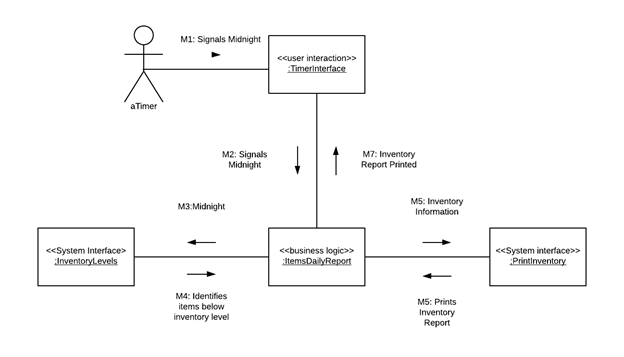 M1: Signals Midnight
<<user interaction>>
:TimerInterface
aTimer
M2: Signals
Midnight
M7: Inventory
Report Printed
M3:Midnight
M5: Inventory
Information
<<System Interface>
:InventoryLevels
<<business logic>>
:ItemsDailyReport
<<System interface>>
:PrintInventory
M4: Identifies
items below
inventory level
M5: Prints
Inventory
Report